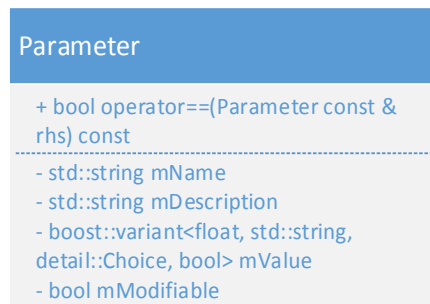 Parameter
+ bool operator==(Parameter const &
rhs) const
- std::string mName
- std::string mDescription
- boost::variant<float, std::string,
detail::Choice, bool> mValue
- bool mModifiable